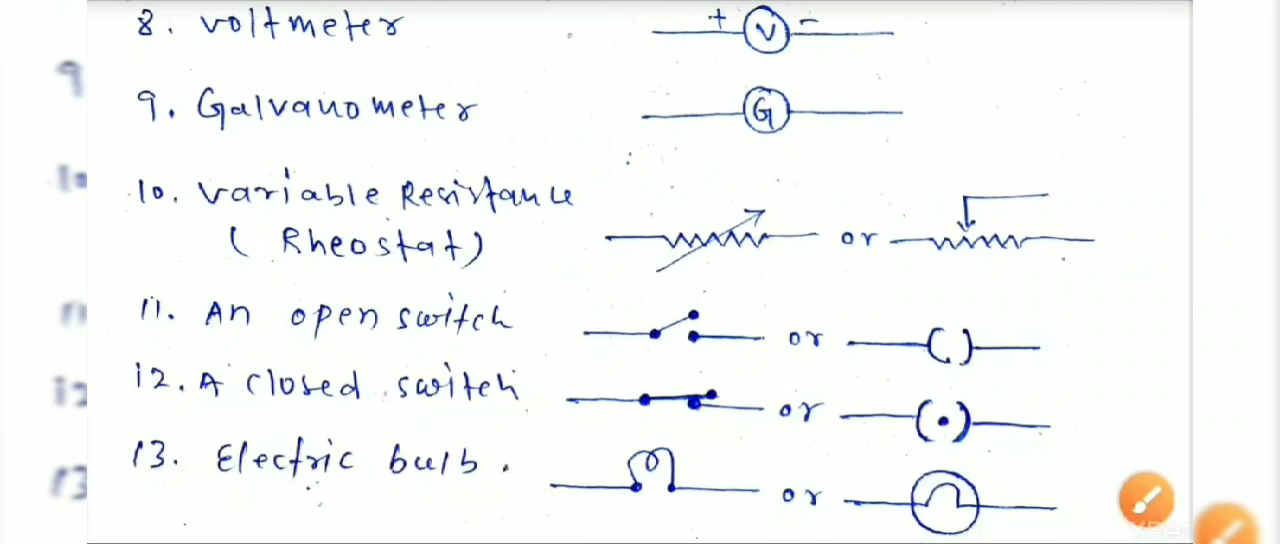 8. voltmeter + V -
9. Galvanometer G
10. variable Resistance
( Rheostat) or
11. An open switch or
12. A closed switch or
13. Electric bulb. or